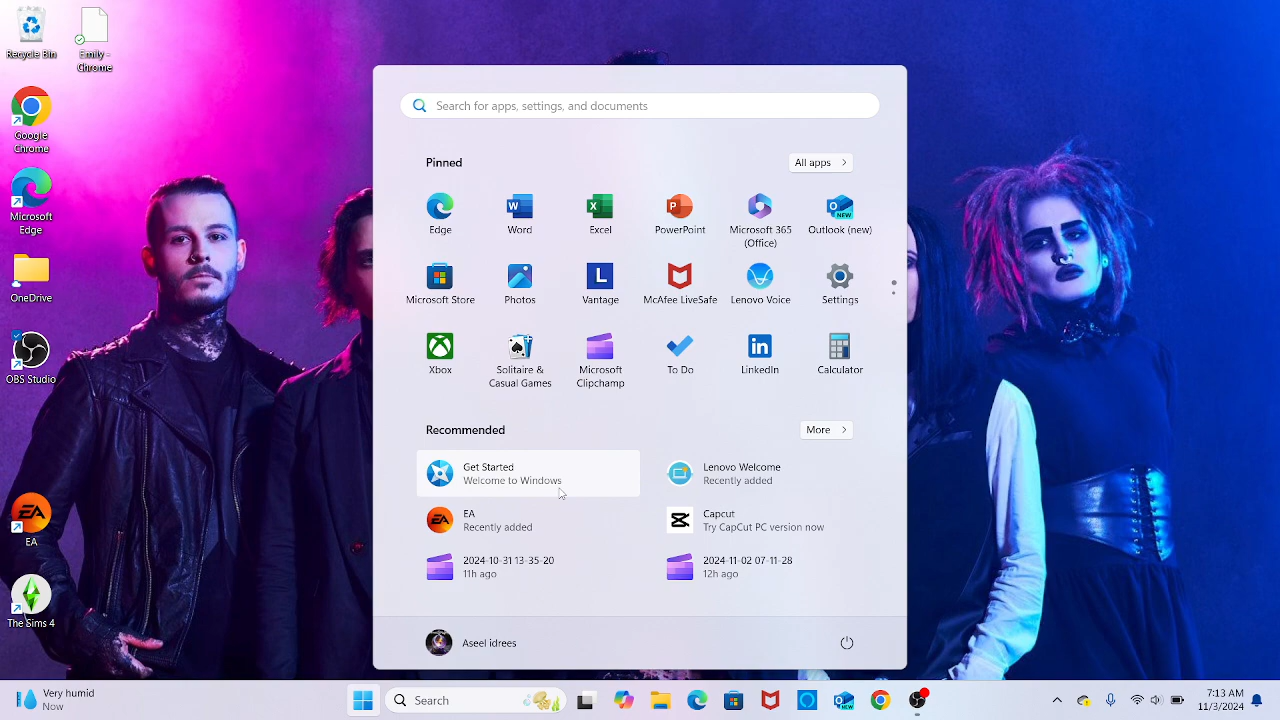 Recycle Bin
Emily -
Chrome
Google
Chrome
Microsoft
Edge
OneDrive
OBS Studio
EA
The Sims 4
Search for apps, settings, and documents
Pinned
All apps
Edge
Word
Excel
PowerPoint
Microsoft 365
(Office)
Outlook (new)
Microsoft Store
Photos
Vantage
McAfee LiveSafe
Lenovo Voice
Settings
Xbox
Solitaire &
Casual Games
Microsoft
Clipchamp
To Do
LinkedIn
Calculator
Recommended
More
Get Started
Welcome to Windows
Lenovo Welcome
Recently added
EA
Recently added
Capcut
Try CapCut PC version now
2024-10-31 13-35-20
11h ago
2024-11-02 07-11-28
12h ago
Aseel idrees
Very humid
Now
Search
7:13 AM
11/3/2024